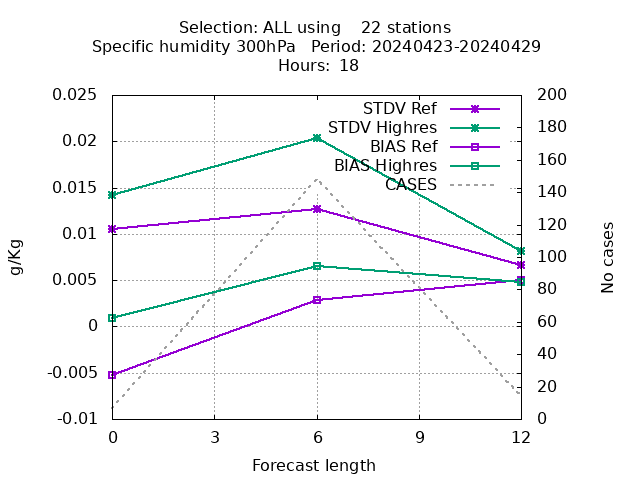 Selection: ALL using    22 stations
Specific humidity 300hPa   Period: 20240423-20240429
Hours:  18
0.025
0.02
0.015
0.01
0.005
0
-0.005
-0.01
g/Kg
STDV Ref
STDV Highres
BIAS Ref
BIAS Highres
CASES
200
180
160
140
120
100
80
60
40
20
0
No cases
0 3 6 9 12
Forecast length